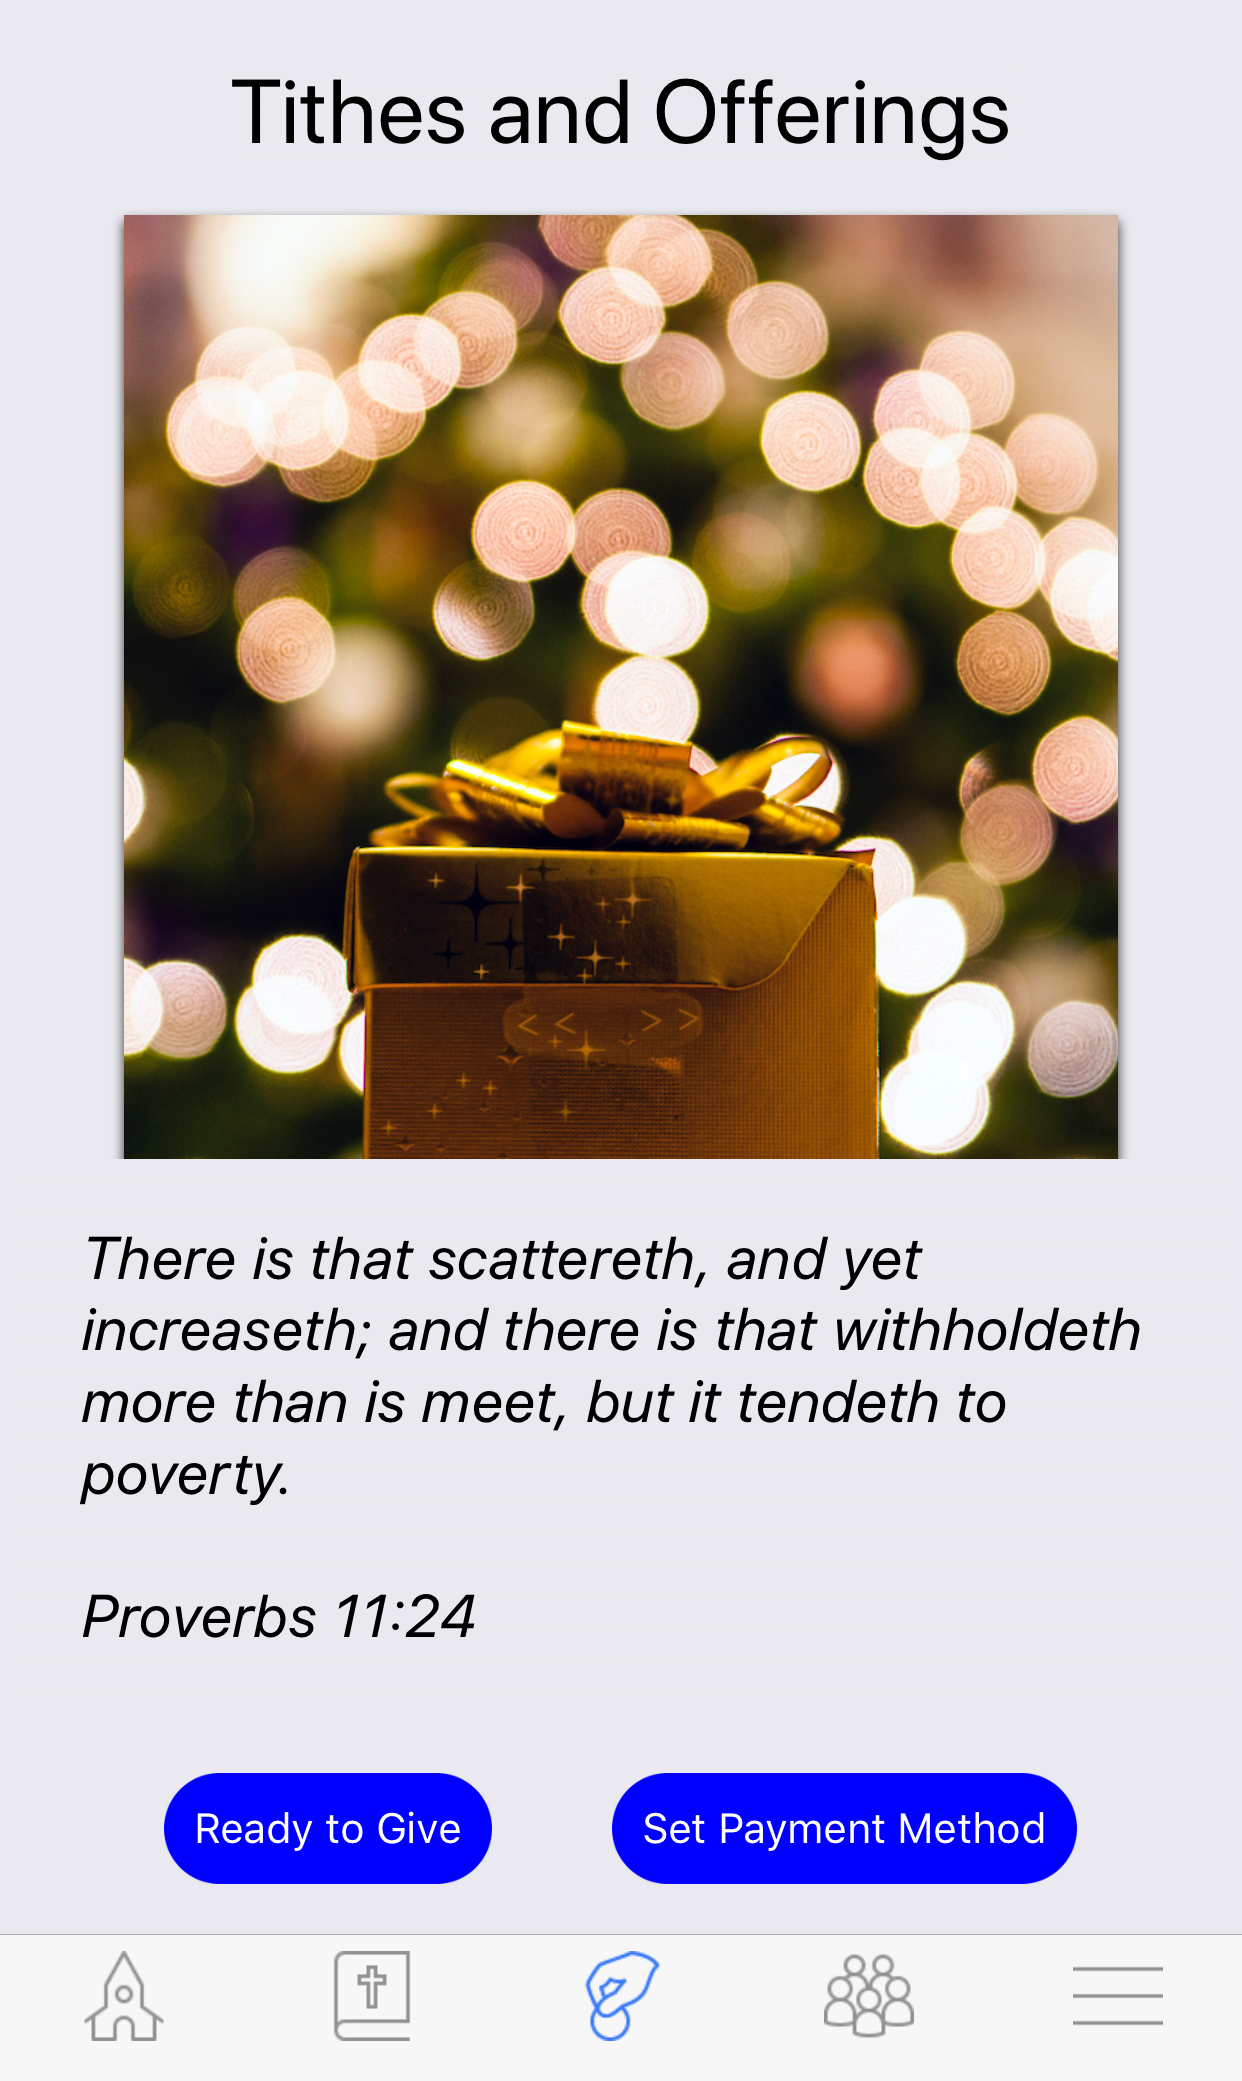 Tithes and Offerings
There is that scattereth, and yet
increaseth; and there is that withholdeth
more than is meet, but it tendeth to
poverty.
Proverbs 11:24
Ready to Give
Set Payment Method